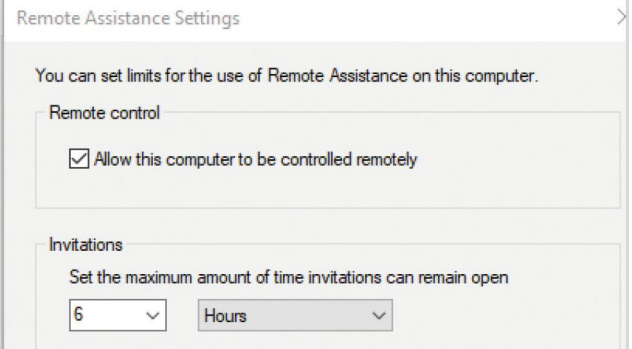 Remote Assistance Settings
You can set limits for the use of Remote Assistance on this computer.
Remote control
Allow this computer to be controlled remotely
Invitations
Set the maximum amount of time invitations can remain open
6 Hours